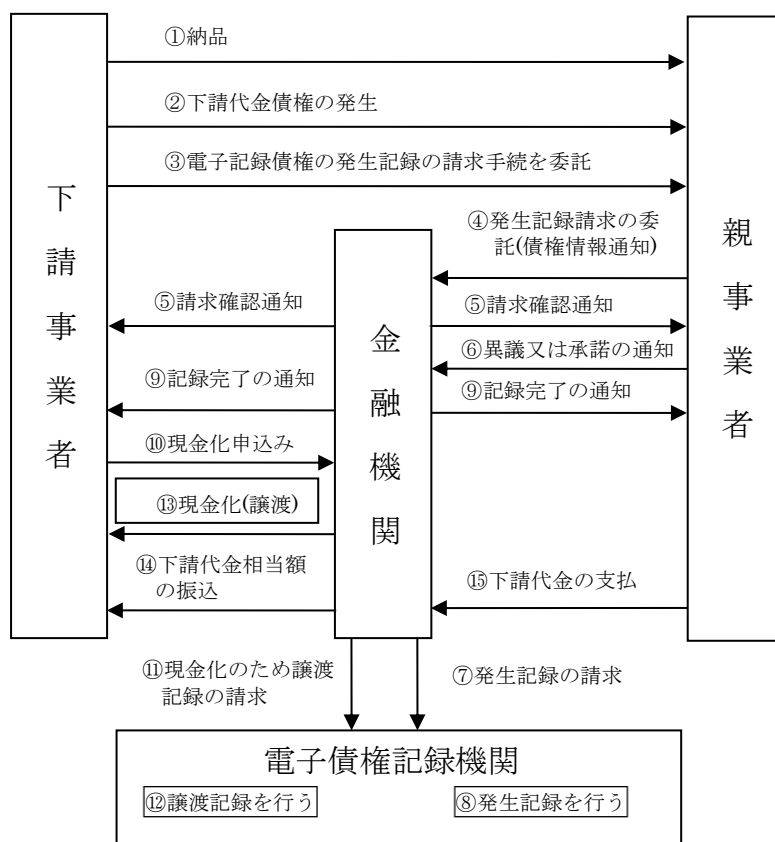 ①納品
②下請代金債権の発生
③電子記録債権の発生記録の請求手続を委託
下請事業者
親事業者
金融機関
④発生記録請求の委
託(債権情報通知)
⑤請求確認通知
⑤請求確認通知
⑥異議又は承諾の通知
⑨記録完了の通知
⑨記録完了の通知
⑩現金化申込み
⑬現金化(譲渡)
⑭下請代金相当額
の振込
⑮下請代金の支払
⑪現金化のため譲渡
記録の請求
⑦発生記録の請求
電子債権記録機関
⑫譲渡記録を行う
⑧発生記録を行う